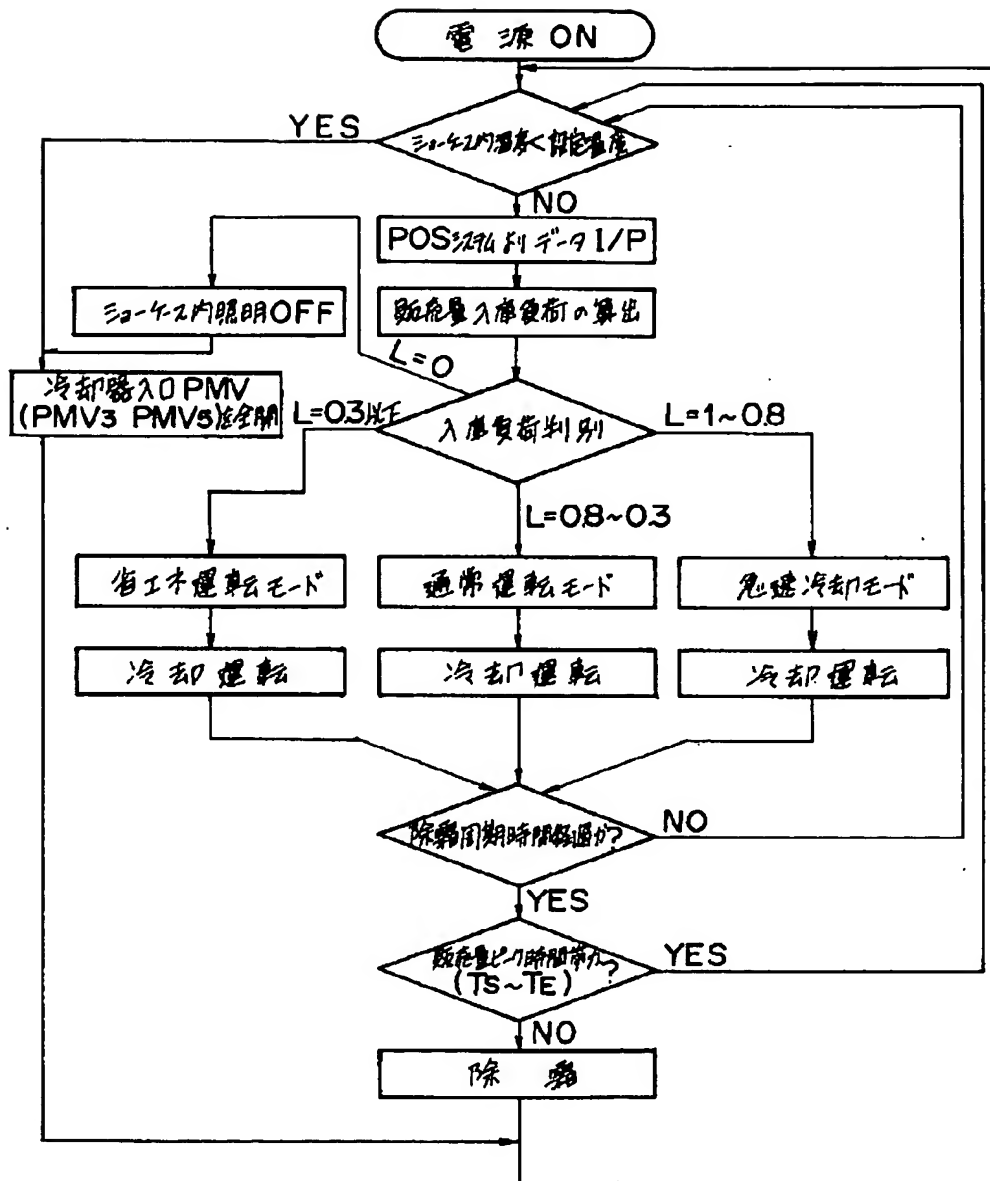 電源 ON
ショーケース内温度<設定温度
YES
NO
POSシステムよりデータI/P
ショーケース内照明OFF
販売量入庫負荷の算出
L=0
冷却器入口PMV
(PMV3 PMV5)を全閉
L=0.3以下
入庫負荷判別
L=1~0.8
L=0.8~0.3
省エネ運転モード
通常運転モード
急速冷却モード
冷却運転
冷却運転
冷却運転
除霜周期時間経過か?
NO
YES
販売量ピーク時間帯か?
(TS~TE)
YES
NO
除霜